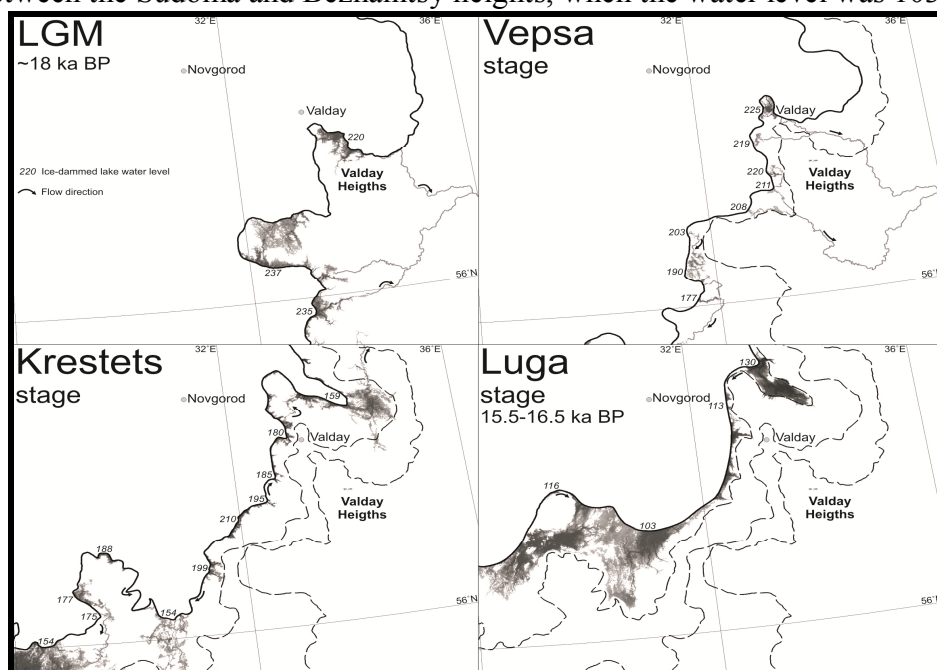 between the Sudoma and Bezhanitsy heights, when the water level was 103
LGM
~18 ka BP
32°E
36°E
Novgorod
Valday
220
220 Ice-dammed lake water level
Flow direction
Valday
Heigths
237
235
56°N
Vepsa
stage
32°E
36°E
Novgorod
225
Valday
219
220
211
Valday
Heigths
208
203
190
177
56°N
Krestets
stage
32°E
36°E
Novgorod
159
180
Valday
185
195
Valday
Heigths
210
188
199
177
175
154
154
56°N
Luga
stage
15.5-16.5 ka BP
32°E
36°E
130
Novgorod
113
Valday
116
Valday
Heigths
103
56°N